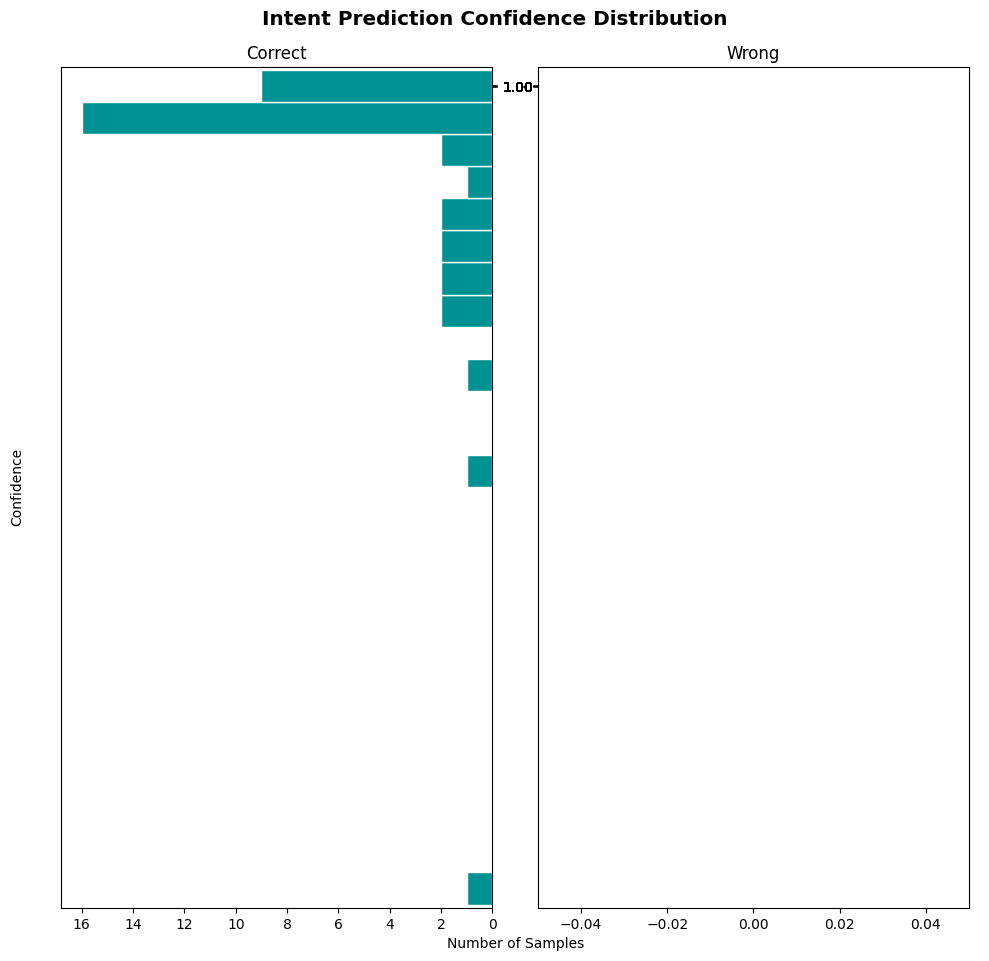 Intent Prediction Confidence Distribution
Correct
Wrong
1.00
Confidence
16 14 12 10 8 6 4 2 0
−0.04 −0.02 0.00 0.02 0.04
Number of Samples